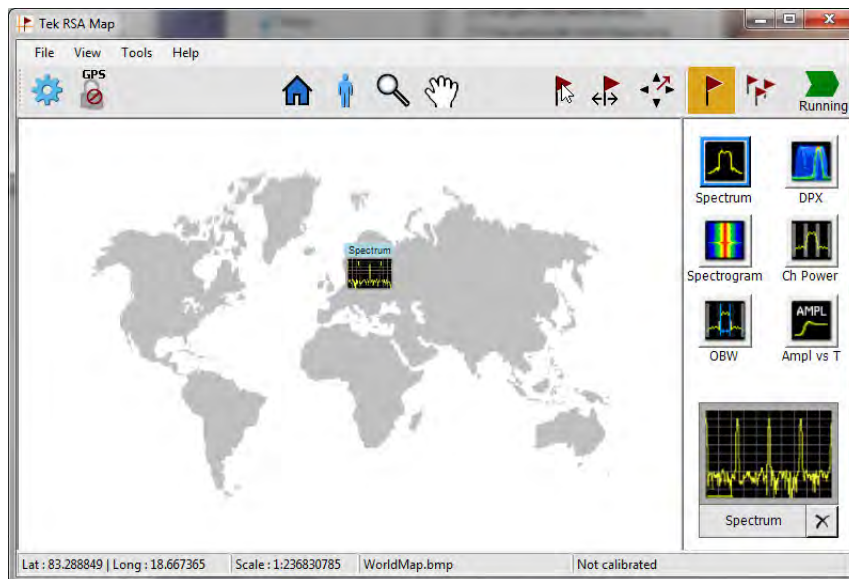 Tek RSA Map
File View Tools Help
GPS
Running
Spectrum DPX
Spectrogram Ch Power
AMPL
OBW Ampl vs T
Spectrum
Spectrum
Lat : 83.288849 | Long : 18.667365 Scale : 1:236830785 WorldMap.bmp Not calibrated